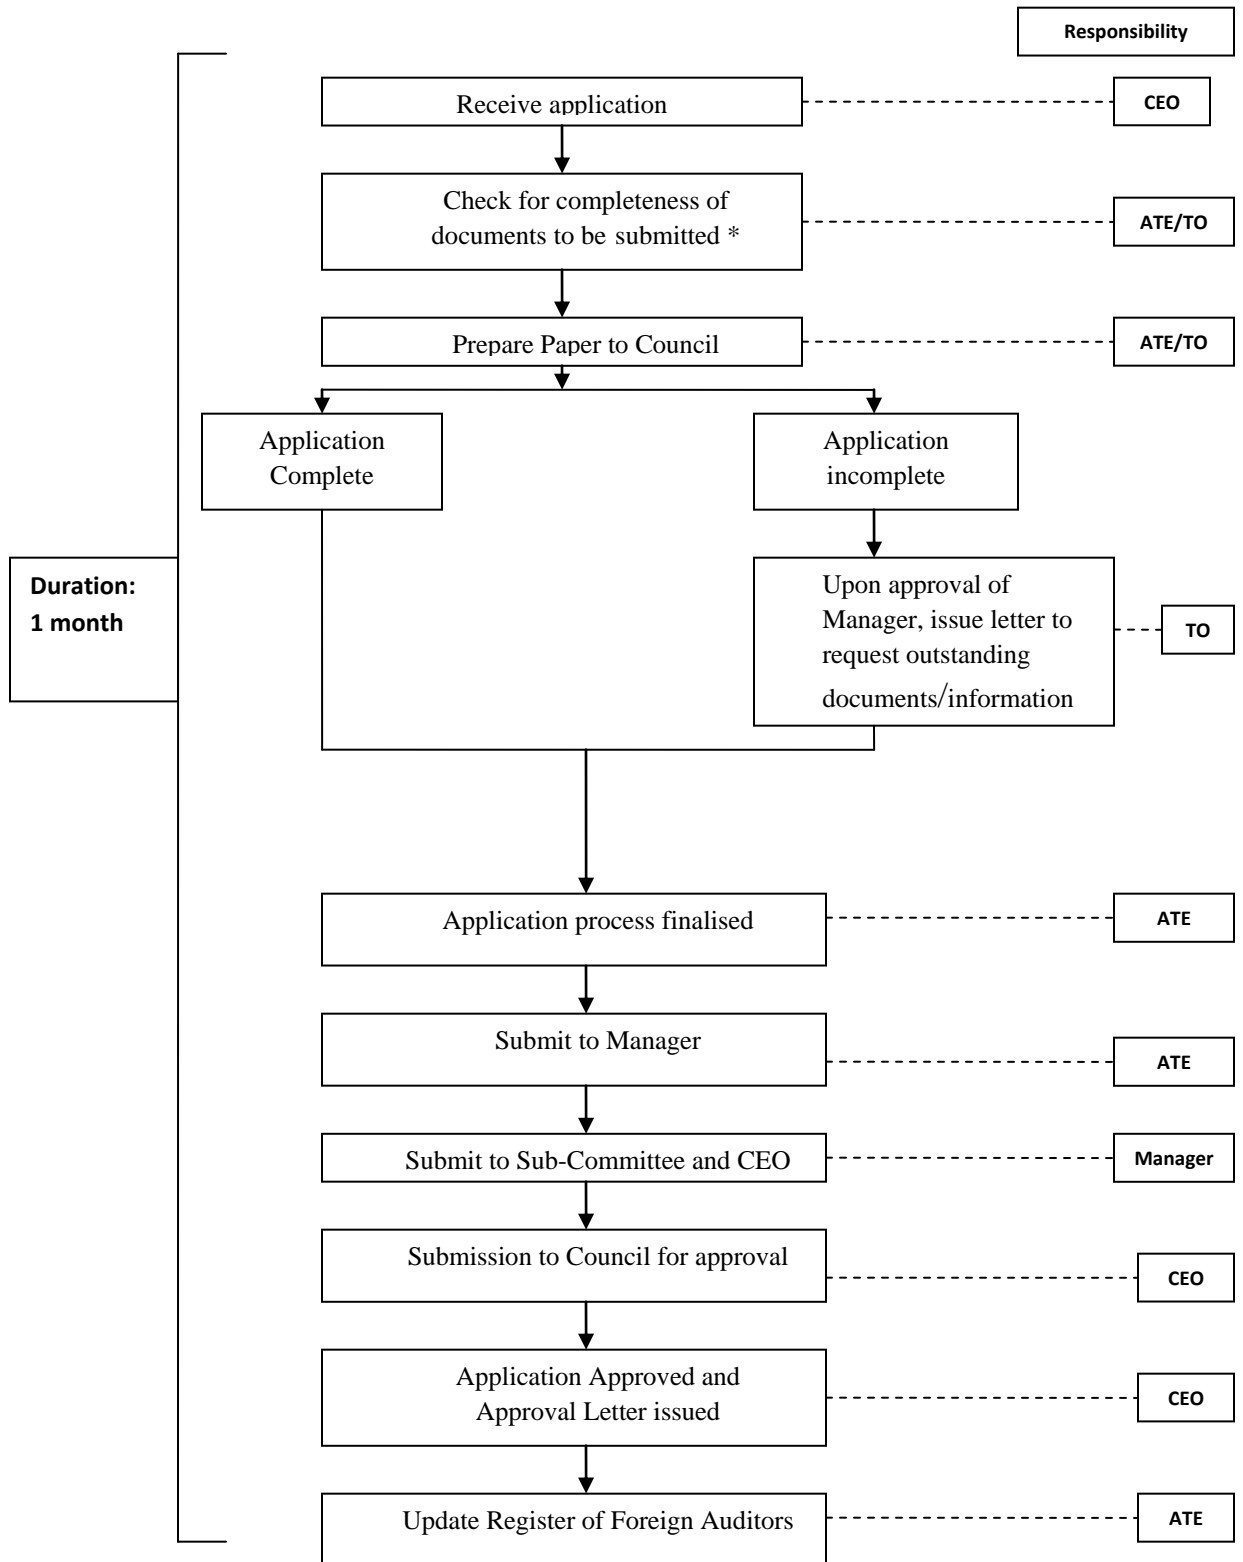 Responsibility
Receive application
CEO
Check for completeness of
documents to be submitted *
ATE/TO
Prepare Paper to Council
ATE/TO
Application
Complete
Application
incomplete
Duration:
1 month
Upon approval of
Manager, issue letter to
request outstanding
documents/information
TO
Application process finalised
ATE
Submit to Manager
ATE
Submit to Sub-Committee and CEO
Manager
Submission to Council for approval
CEO
Application Approved and
Approval Letter issued
CEO
Update Register of Foreign Auditors
ATE